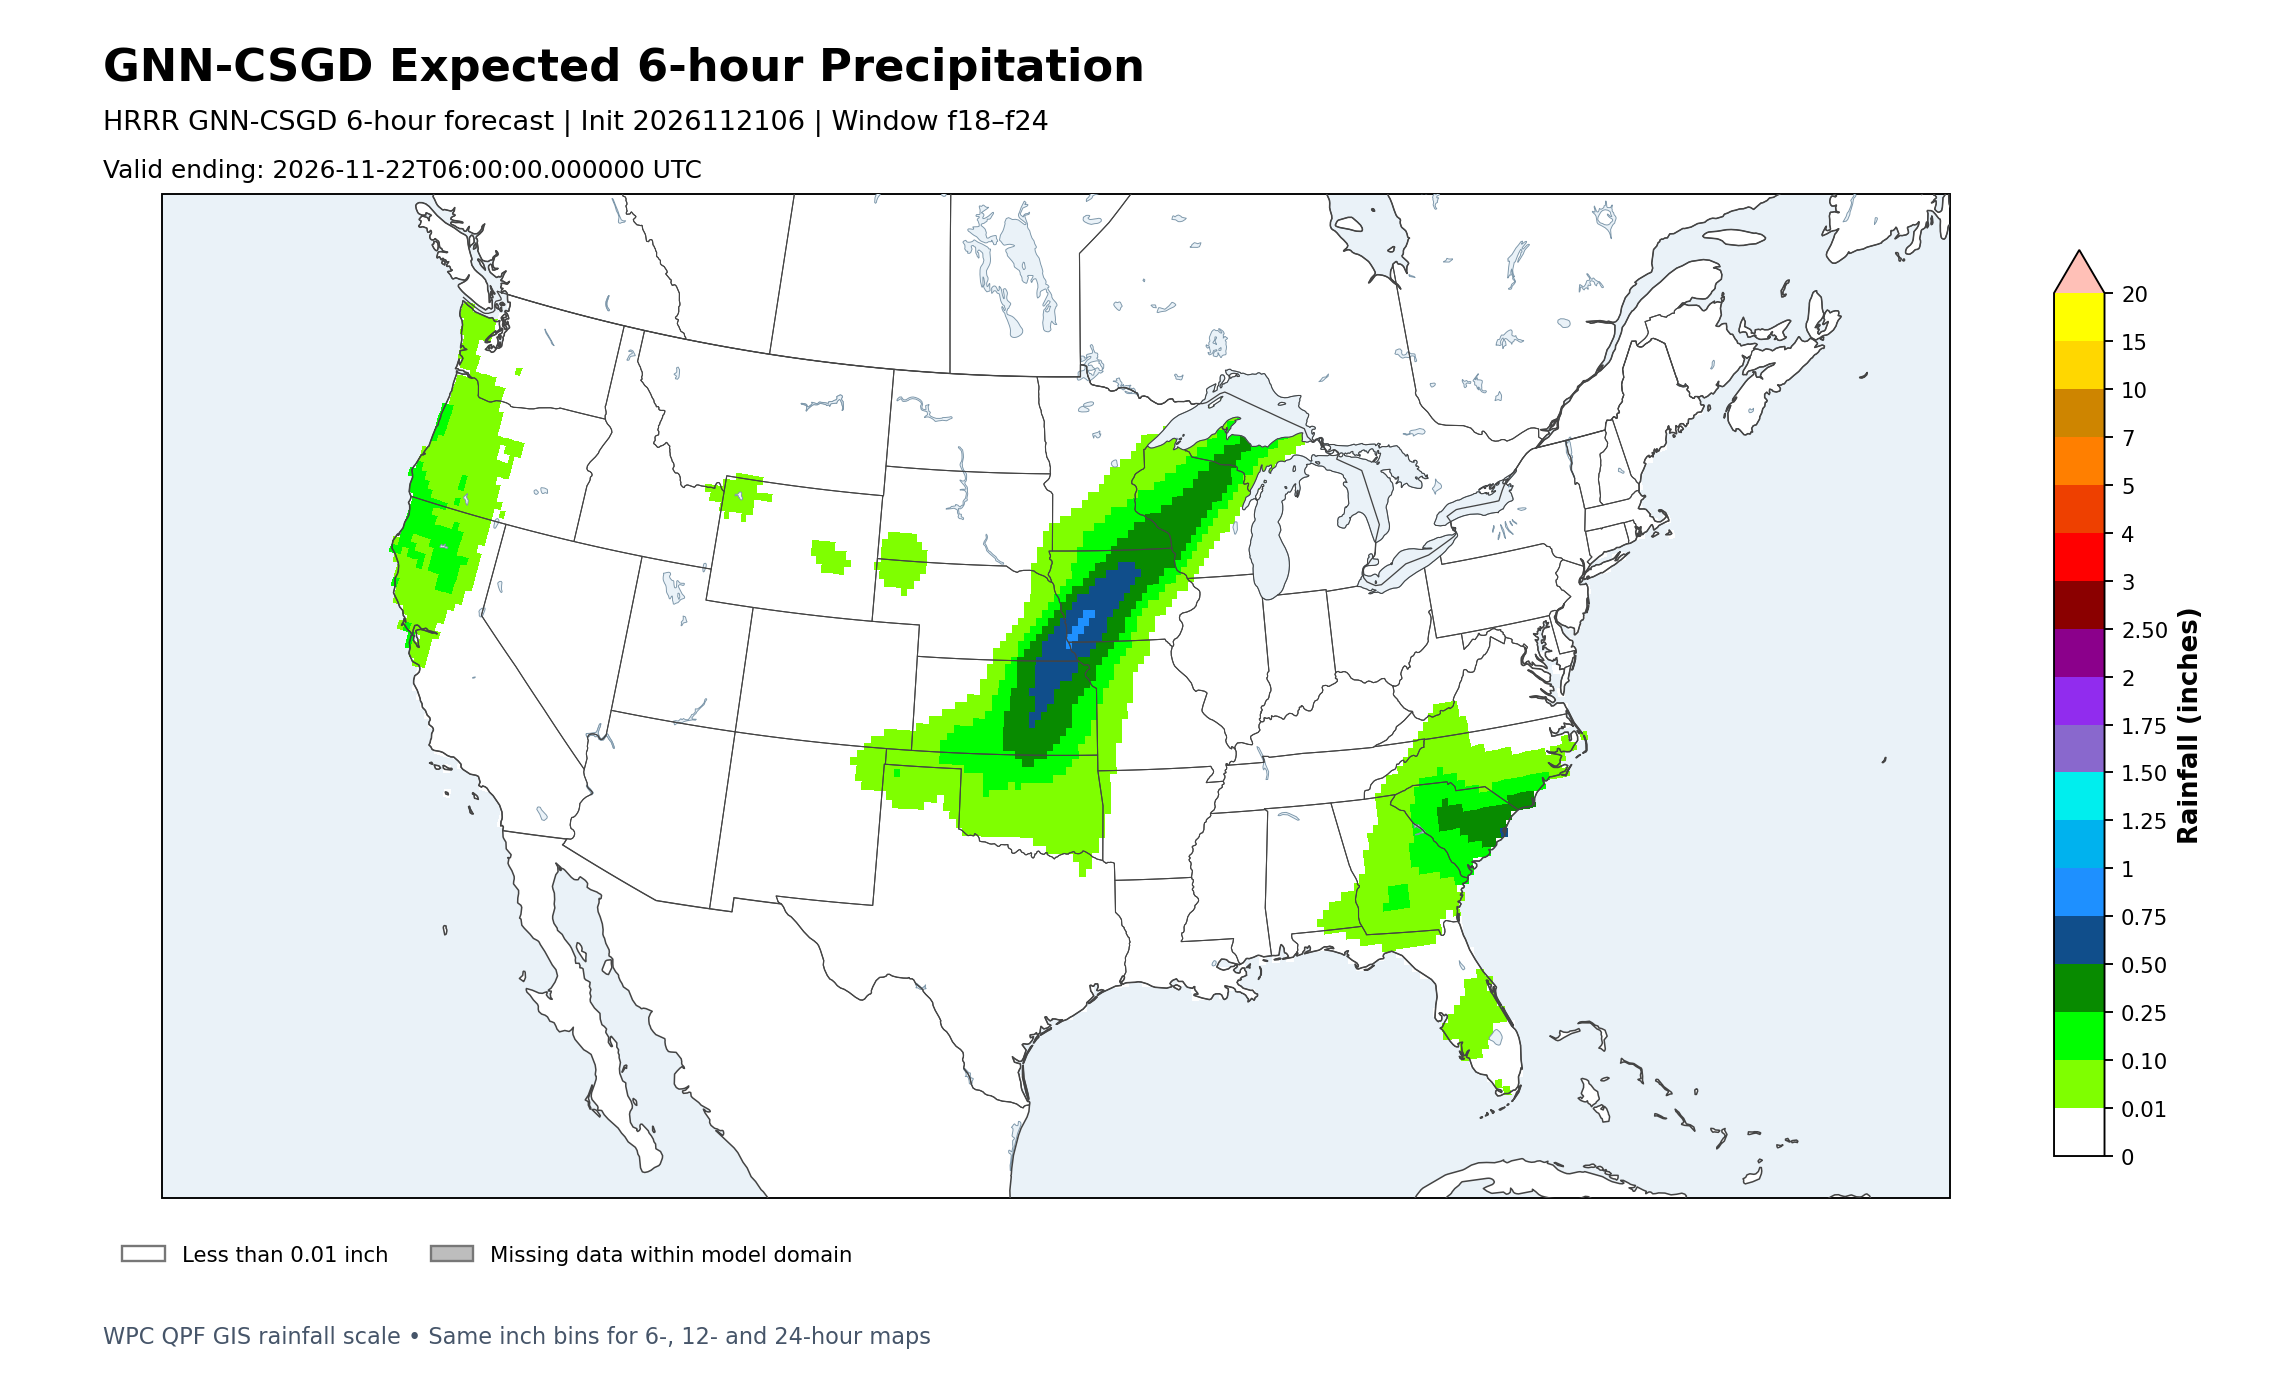 GNN-CSGD Expected 6-hour Precipitation
HRRR GNN-CSGD 6-hour forecast | Init 2026112106 | Window f18–f24
Valid ending: 2026-11-22T06:00:00.000000 UTC
20
15
10
7
5
4
3
2.50
2
1.75
1.50
1.25
1
0.75
0.50
0.25
0.10
0.01
0
Rainfall (inches)
Less than 0.01 inch
Missing data within model domain
WPC QPF GIS rainfall scale • Same inch bins for 6-, 12- and 24-hour maps